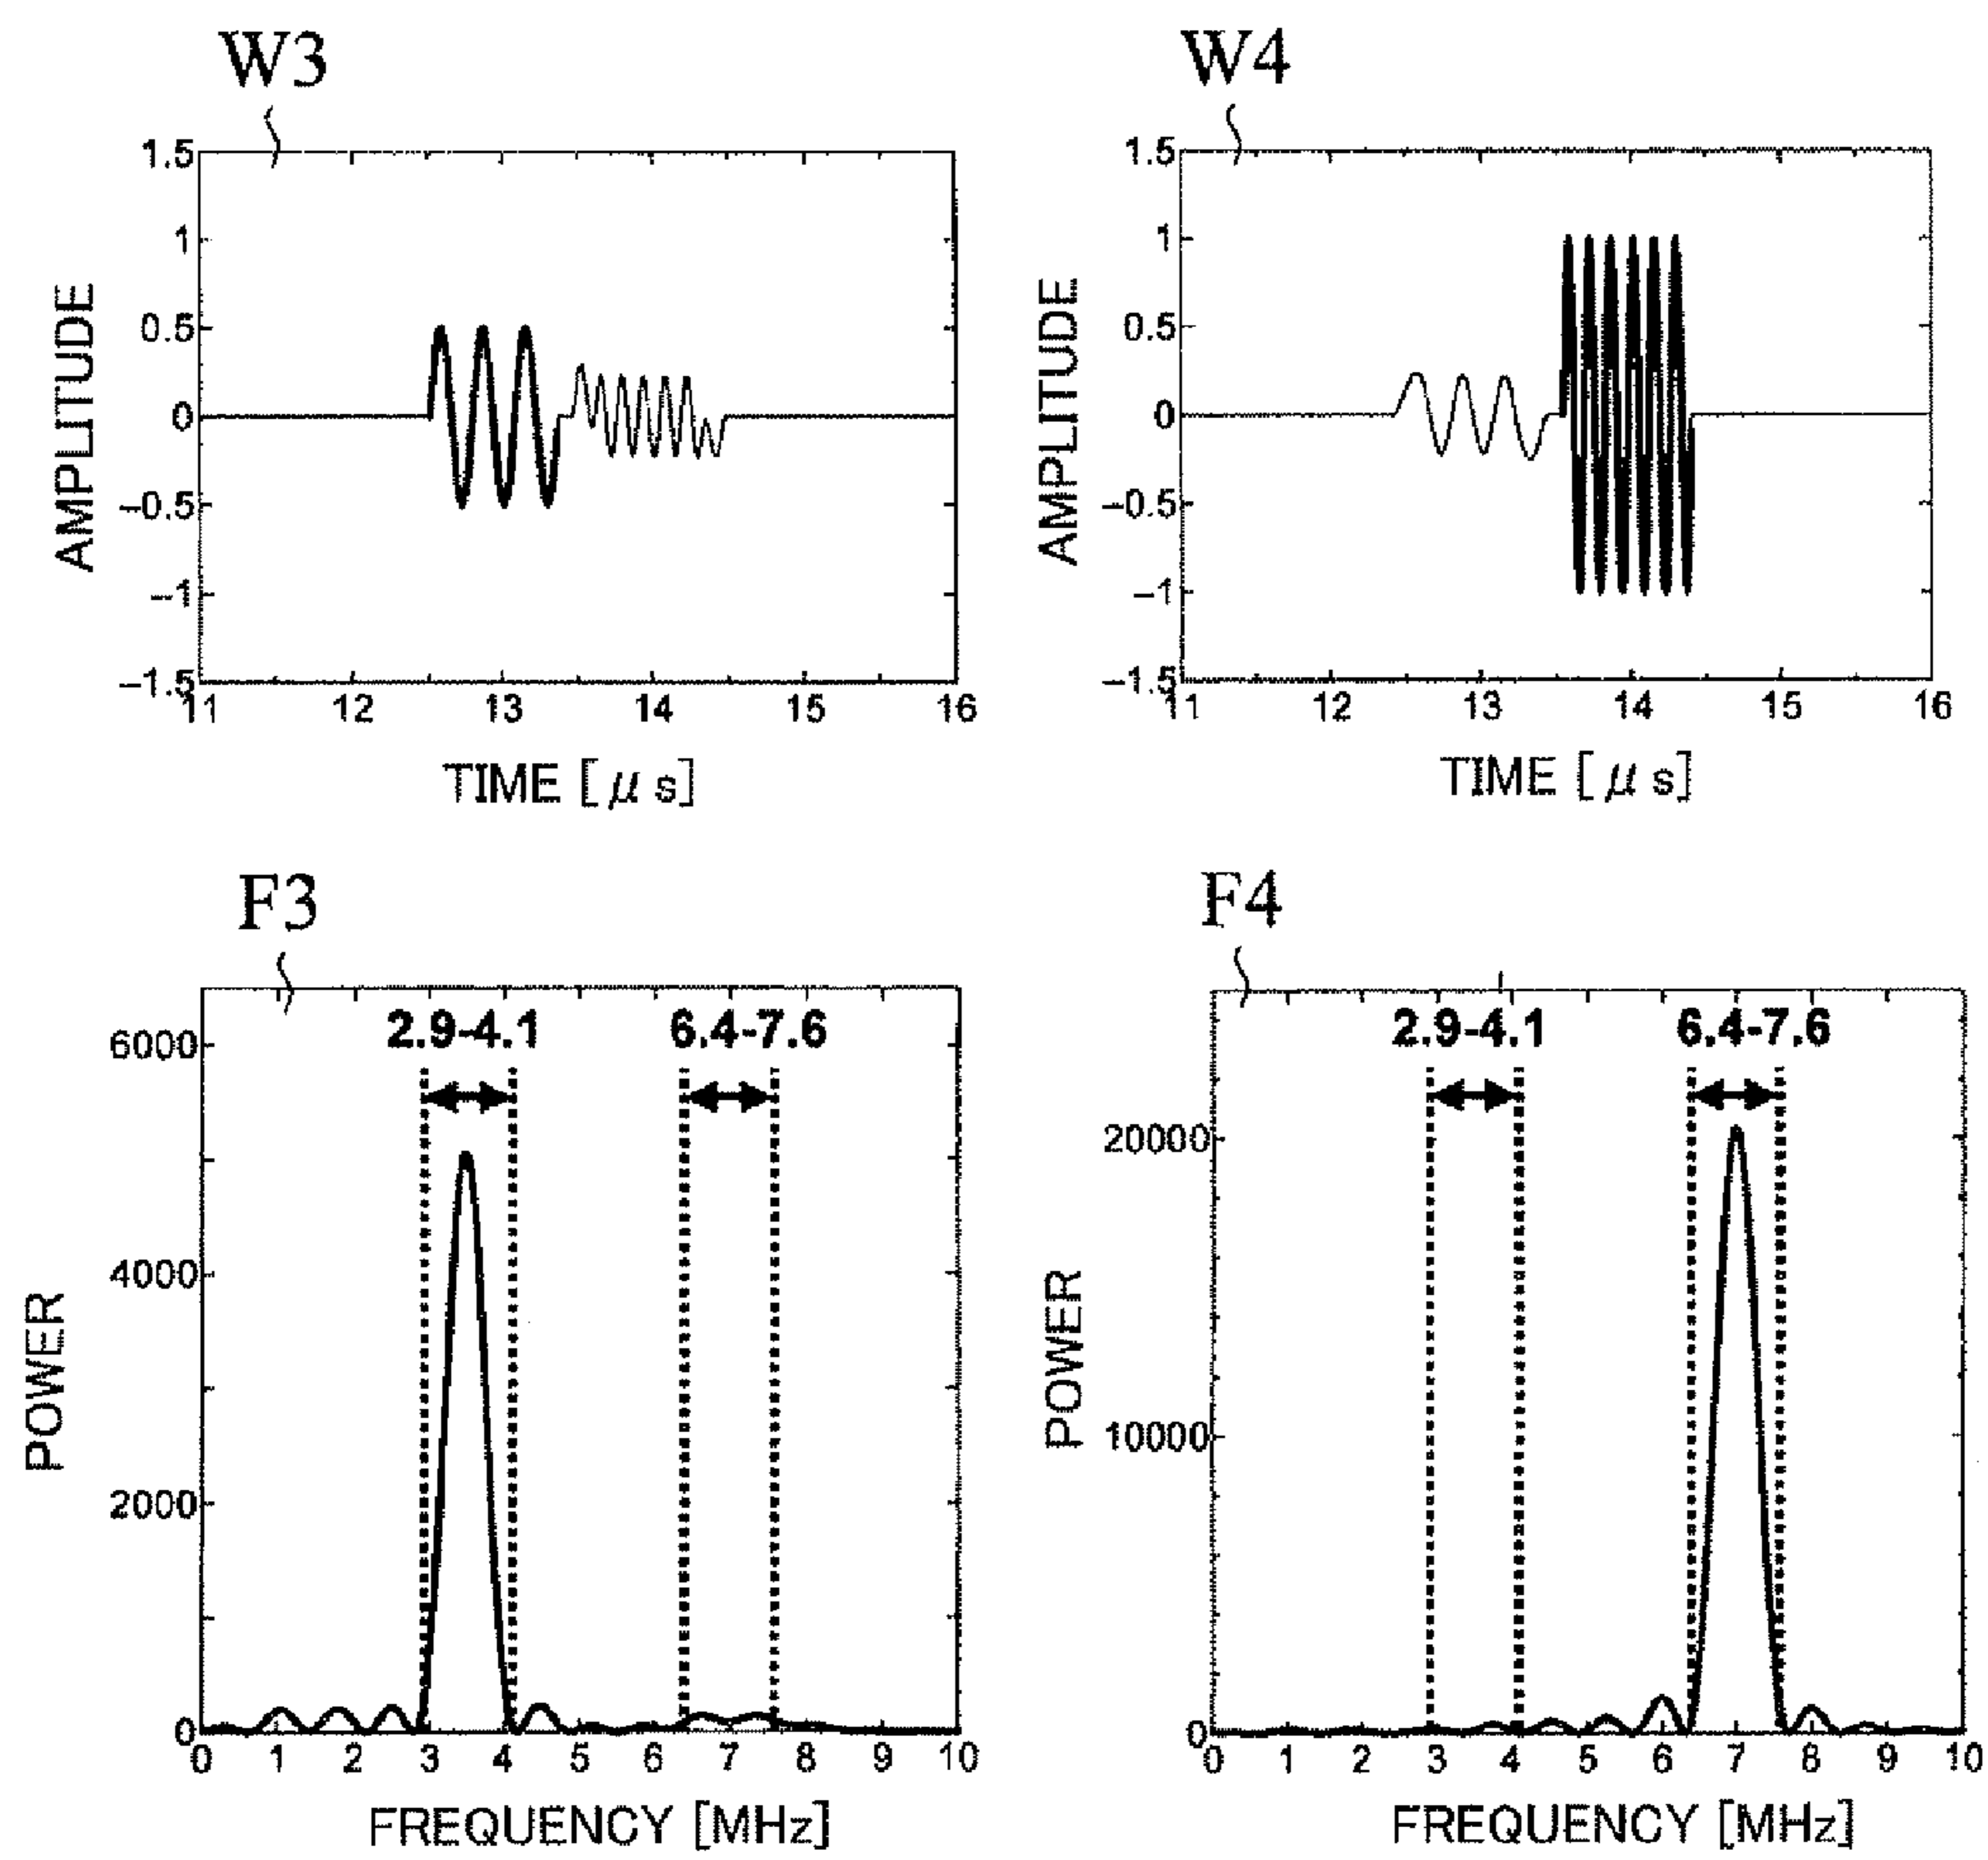 W3
W4
1.5
1
0.5
0
-0.5
-1
-1.5
AMPLITUDE
11 12 13 14 15 16
TIME [μs]
1.5
1
0.5
0
-0.5
-1
-1.5
AMPLITUDE
11 12 13 14 15 16
TIME [μs]
F3
F4
2.9-4.1 6.4-7.6
6000
4000
2000
0
POWER
0 1 2 3 4 5 6 7 8 9 10
FREQUENCY [MHz]
2.9-4.1 6.4-7.6
20000
10000
0
POWER
0 1 2 3 4 5 6 7 8 9 10
FREQUENCY [MHz]